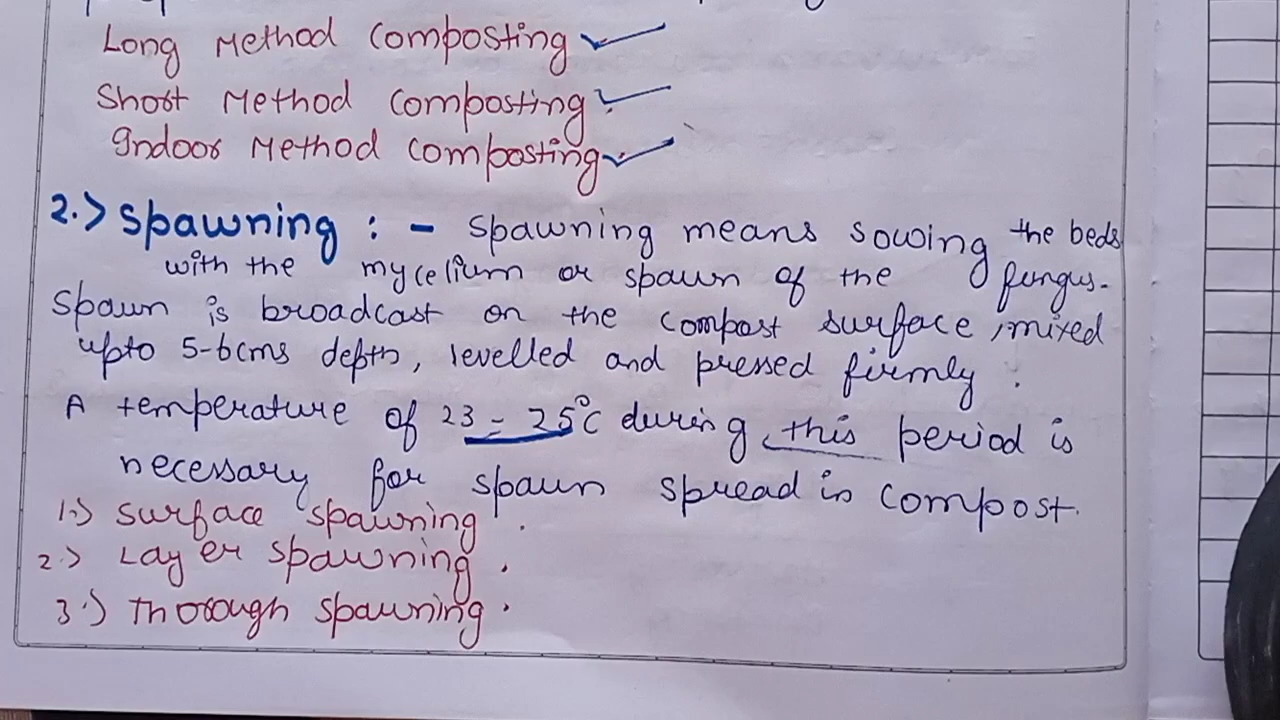 Long Method Composting
Short Method Composting
Indoor Method Composting
2.> Spawning : - Spawning means sowing the beds
with the mycelium or spawn of the fungus.
Spawn is broadcast on the compost surface, mixed
upto 5-6cms depth, levelled and pressed firmly.
A temperature of 23-25°C during this period is
necessary for spawn spread in compost.
1.) Surface spawning.
2.> Layer spawning.
3.) Thorough spawning.